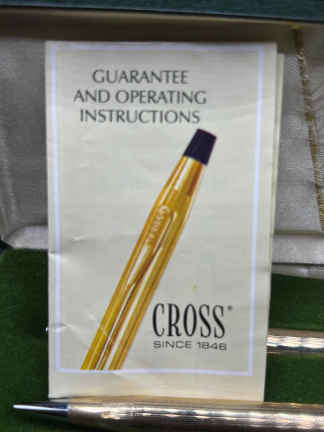 GUARANTEE
AND OPERATING
INSTRUCTIONS
CROSS®
SINCE 1846